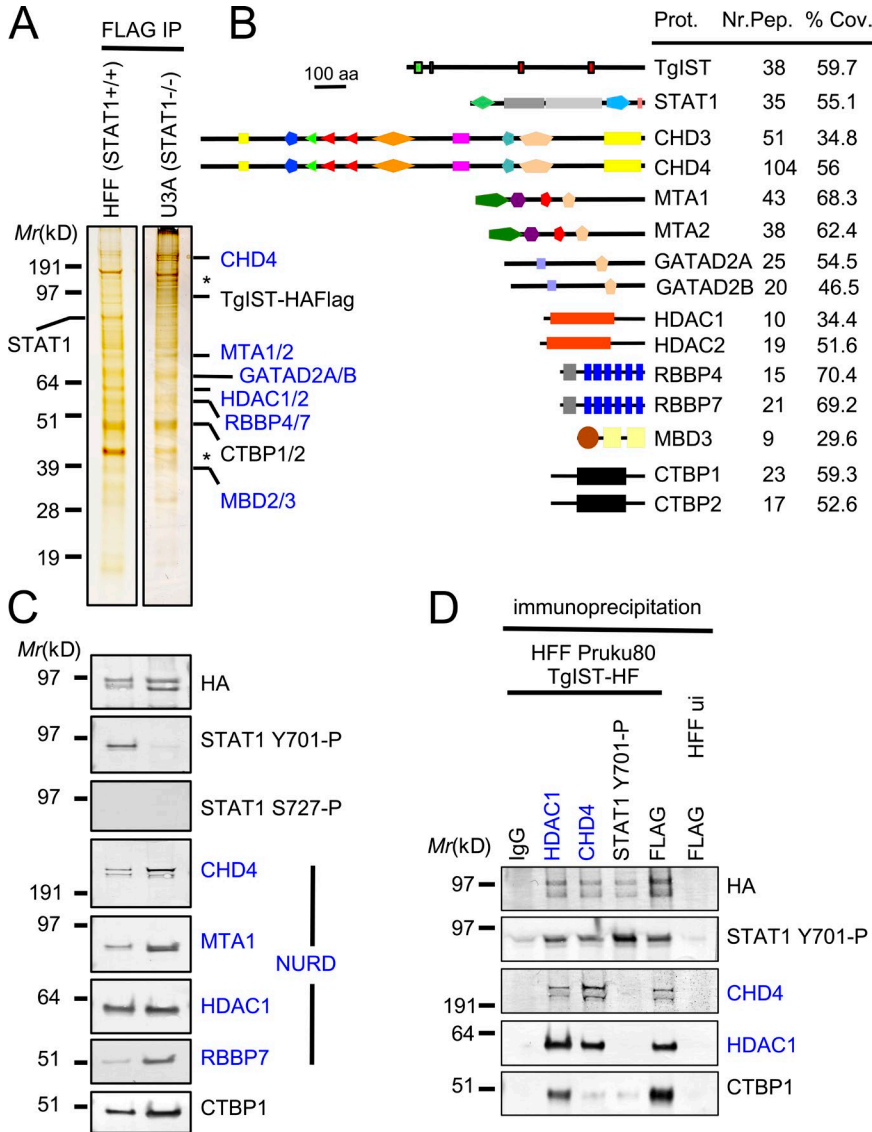 A
FLAG IP
HFF (STAT1+/+)
U3A (STAT1-/-)
Mr(kD)
191
97
STAT1
64
51
39
28
19
CHD4
*
TgIST-HAFlag
MTA1/2
GATAD2A/B
HDAC1/2
RBBP4/7
* CTBP1/2
MBD2/3
B
100 aa
Prot. Nr.Pep. % Cov.
TgIST 38 59.7
STAT1 35 55.1
CHD3 51 34.8
CHD4 104 56
MTA1 43 68.3
MTA2 38 62.4
GATAD2A 25 54.5
GATAD2B 20 46.5
HDAC1 10 34.4
HDAC2 19 51.6
RBBP4 15 70.4
RBBP7 21 69.2
MBD3 9 29.6
CTBP1 23 59.3
CTBP2 17 52.6
C
Mr(kD)
97 HA
97 STAT1 Y701-P
97 STAT1 S727-P
CHD4
191
97 MTA1
NURD
64 HDAC1
51 RBBP7
51 CTBP1
D
immunoprecipitation
HFF Pruku80
TgIST-HF
HFF ui
IgG
HDAC1
CHD4
STAT1 Y701-P
FLAG
FLAG
Mr(kD)
97 HA
97 STAT1 Y701-P
CHD4
191
64 HDAC1
51 CTBP1